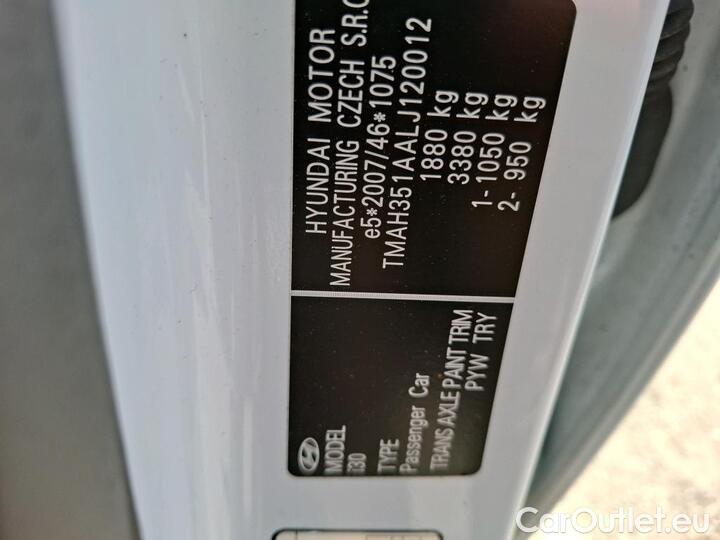 HYUNDAI MOTOR
MANUFACTURING CZECH S.R.O
e5*2007/46*1075
TMAH351AALJ120012
1880 kg
3380 kg
1- 1050 kg
2- 950 kg
MODEL
i30
TYPE
Passenger Car
TRANS AXLE PAINT TRIM
PYW TRY
CarOutlet.eu